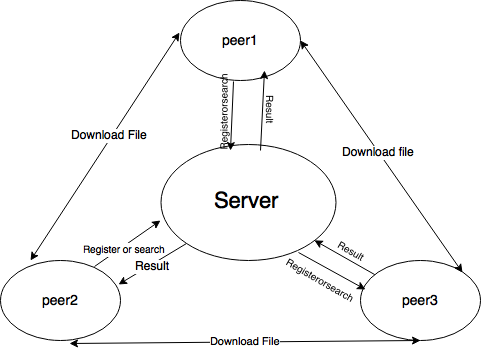 peer1
Registerorsearch
Result
Download File
Download file
Server
Register or search
Result
Result
Registerorsearch
peer2
peer3
Download File